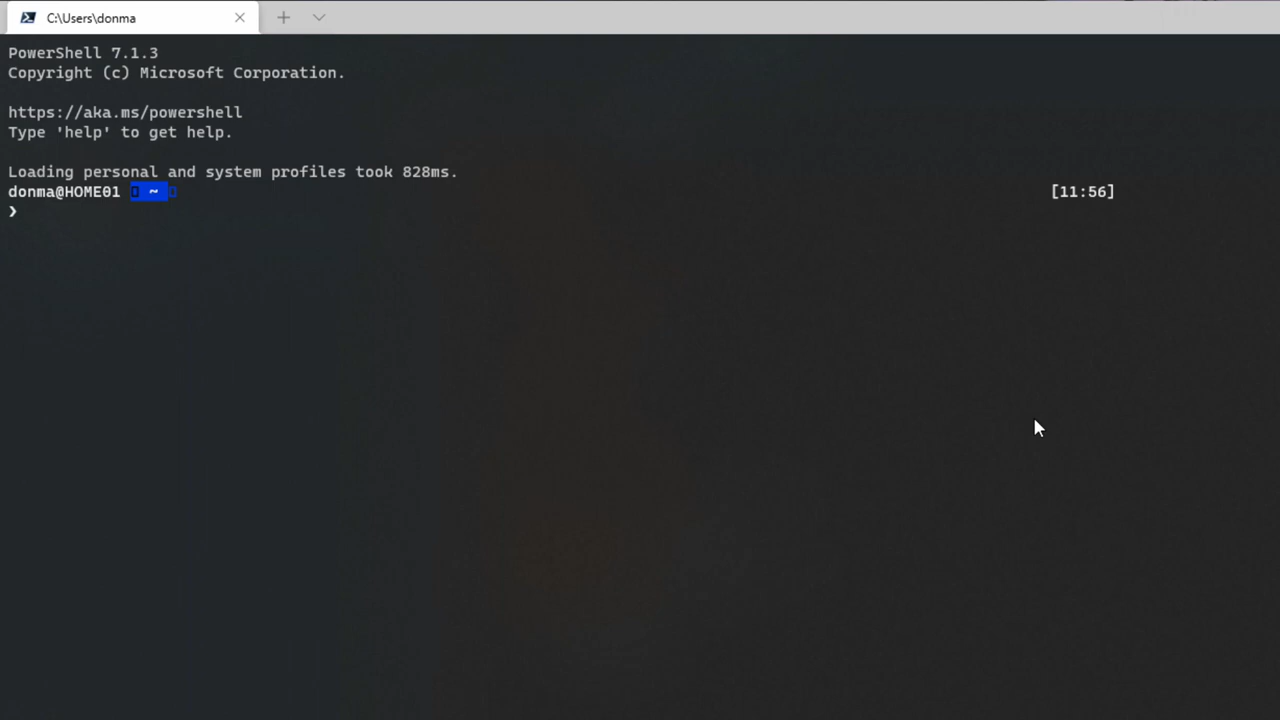 C:\Users\donma
PowerShell 7.1.3
Copyright (c) Microsoft Corporation.
https://aka.ms/powershell
Type 'help' to get help.
Loading personal and system profiles took 828ms.
donma@HOME01 ~ [11:56]
❯